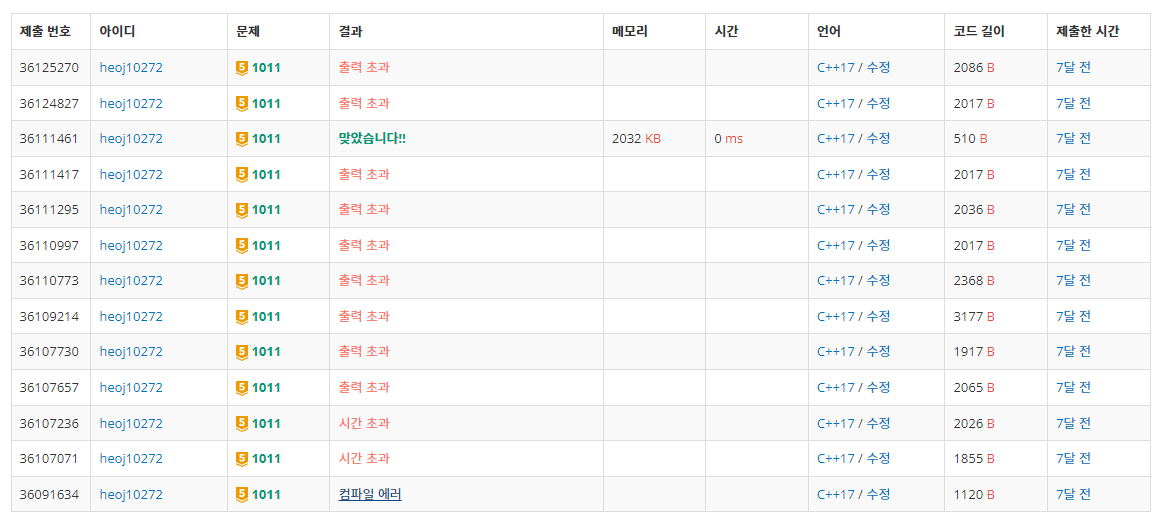 제출 번호 아이디 문제 결과 메모리 시간 언어 코드 길이 제출한 시간
36125270 heoj10272 5 1011 출력 초과 C++17 / 수정 2086 B 7달 전
36124827 heoj10272 5 1011 출력 초과 C++17 / 수정 2017 B 7달 전
36111461 heoj10272 5 1011 맞았습니다!! 2032 KB 0 ms C++17 / 수정 510 B 7달 전
36111417 heoj10272 5 1011 출력 초과 C++17 / 수정 2017 B 7달 전
36111295 heoj10272 5 1011 출력 초과 C++17 / 수정 2036 B 7달 전
36110997 heoj10272 5 1011 출력 초과 C++17 / 수정 2017 B 7달 전
36110773 heoj10272 5 1011 출력 초과 C++17 / 수정 2368 B 7달 전
36109214 heoj10272 5 1011 출력 초과 C++17 / 수정 3177 B 7달 전
36107730 heoj10272 5 1011 출력 초과 C++17 / 수정 1917 B 7달 전
36107657 heoj10272 5 1011 출력 초과 C++17 / 수정 2065 B 7달 전
36107236 heoj10272 5 1011 시간 초과 C++17 / 수정 2026 B 7달 전
36107071 heoj10272 5 1011 시간 초과 C++17 / 수정 1855 B 7달 전
36091634 heoj10272 5 1011 컴파일 에러 C++17 / 수정 1120 B 7달 전